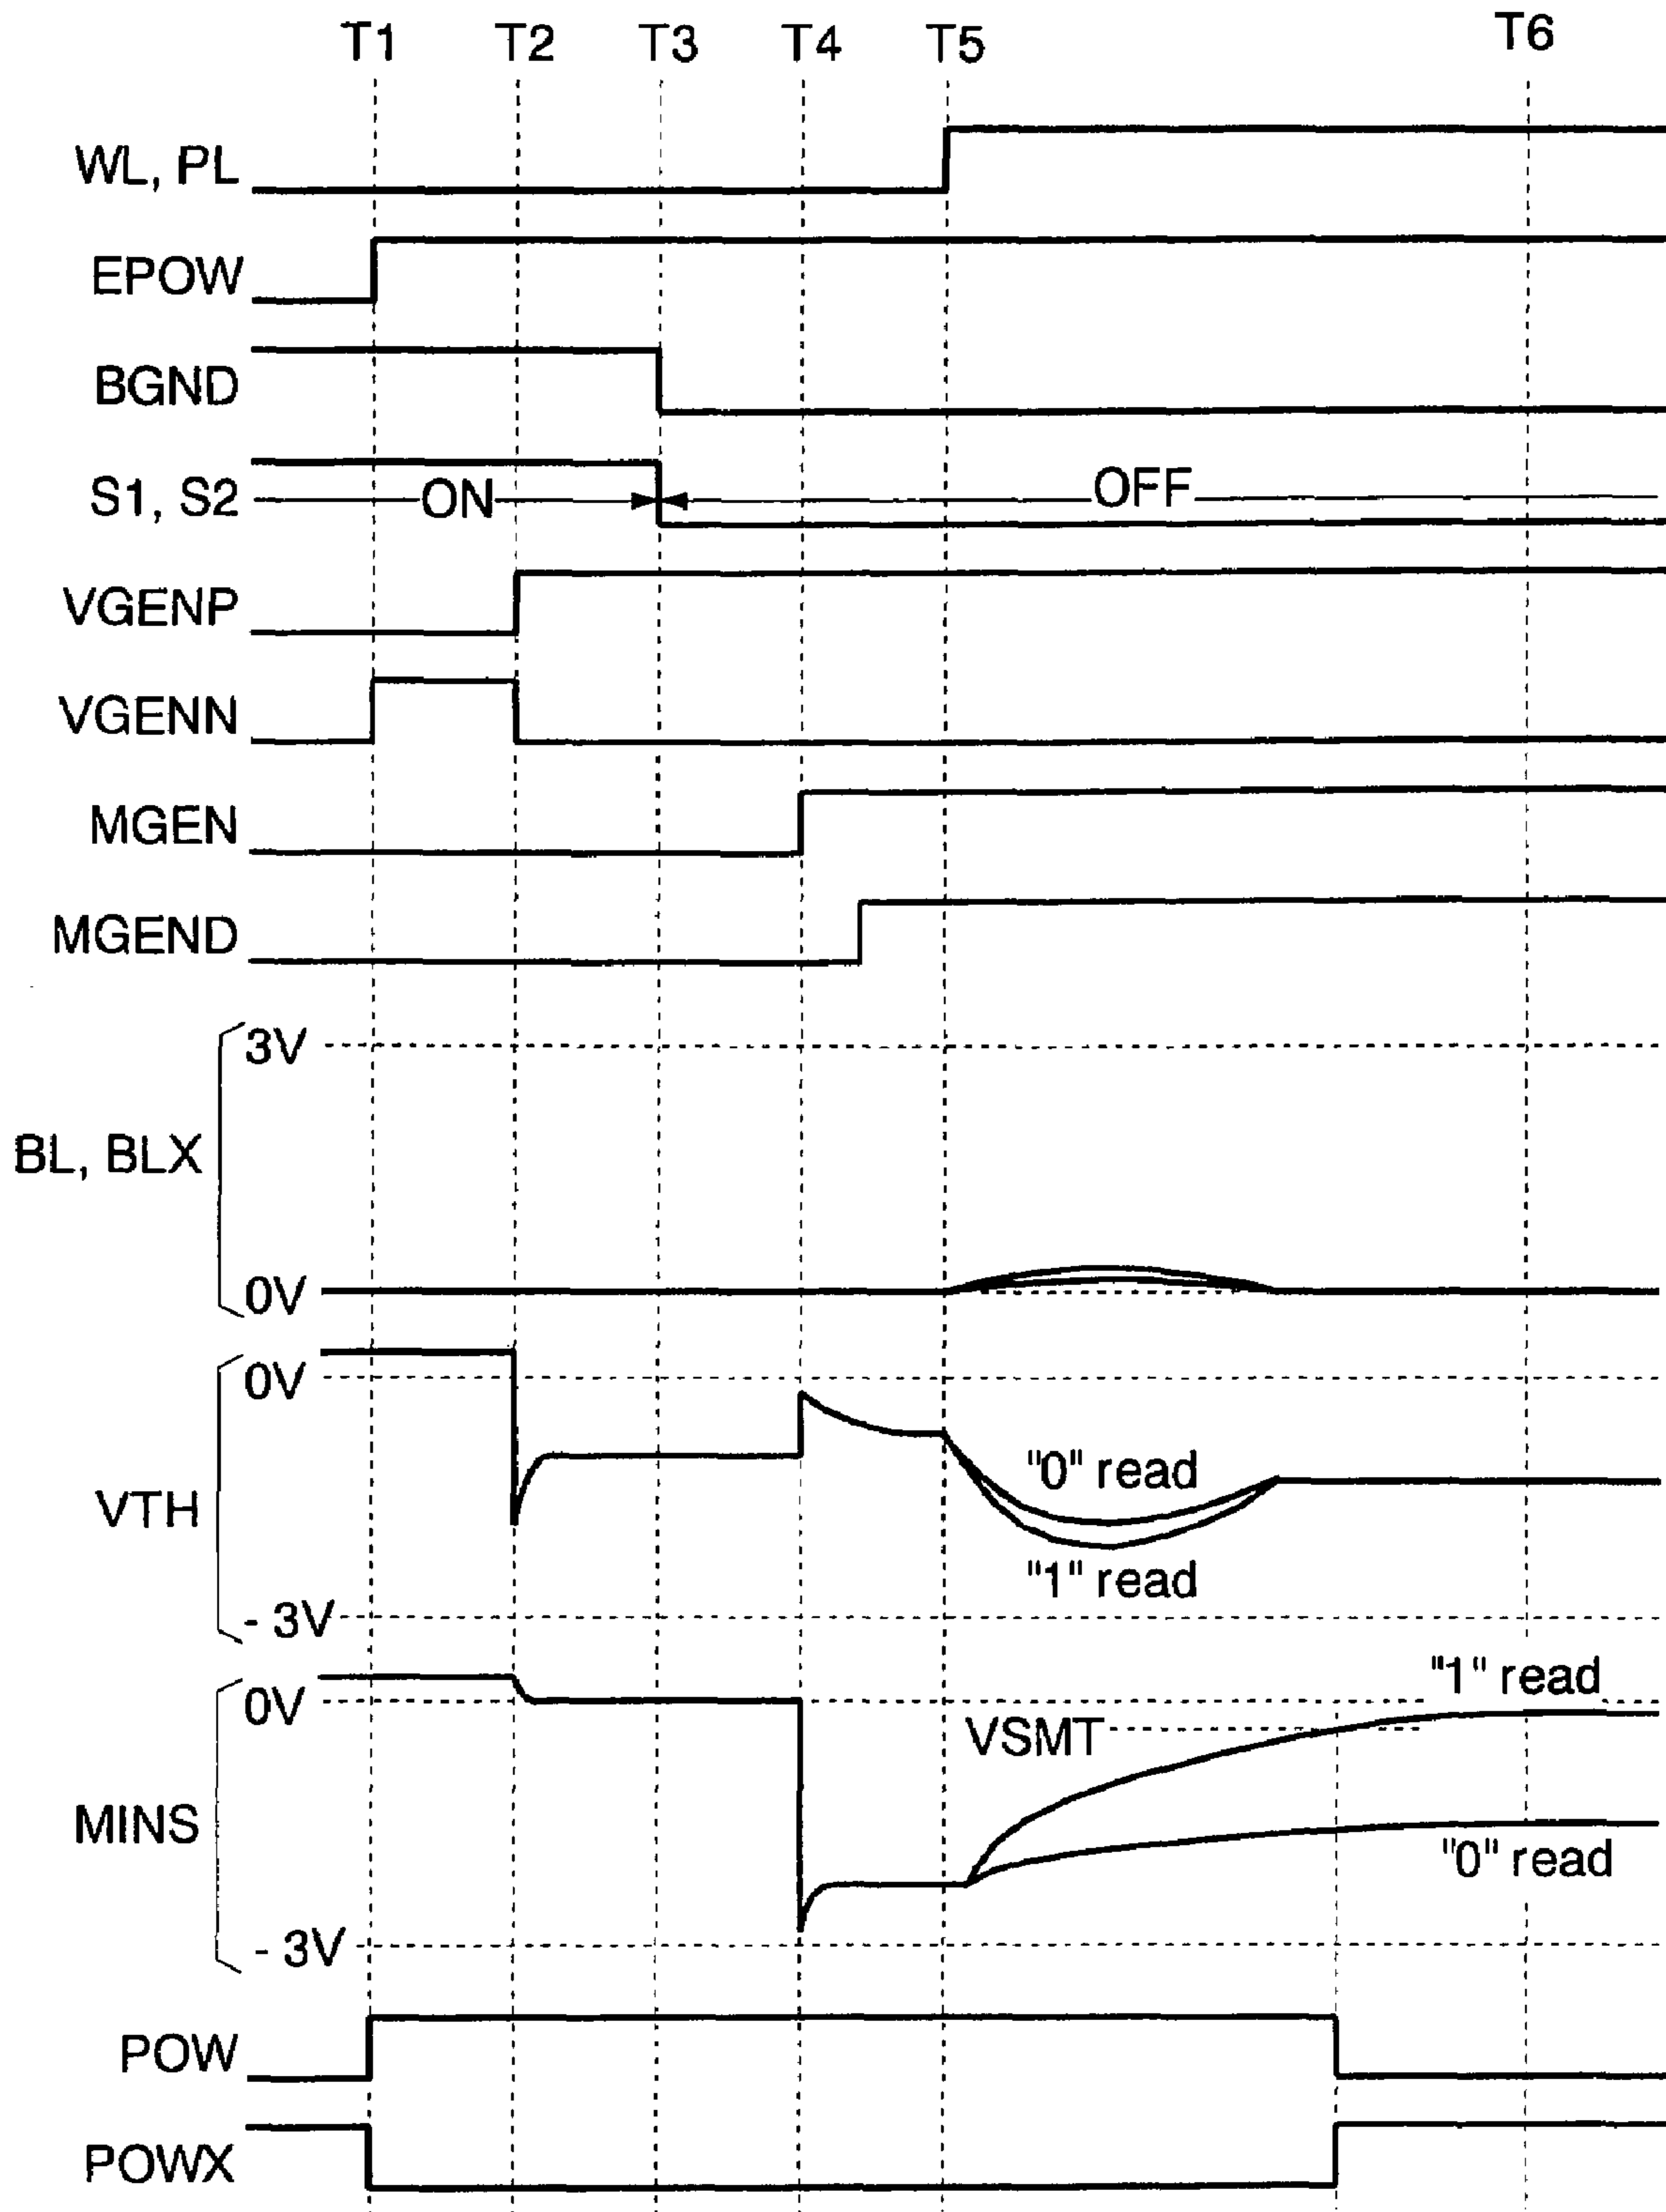 T1 T2 T3 T4 T5 T6
WL, PL
EPOW
BGND
S1, S2 ON OFF
VGENP
VGENN
MGEN
MGEND
3V
BL, BLX
0V
0V
"0" read
VTH
"1" read
- 3V
"1" read
0V
VSMT
MINS
"0" read
- 3V
POW
POWX